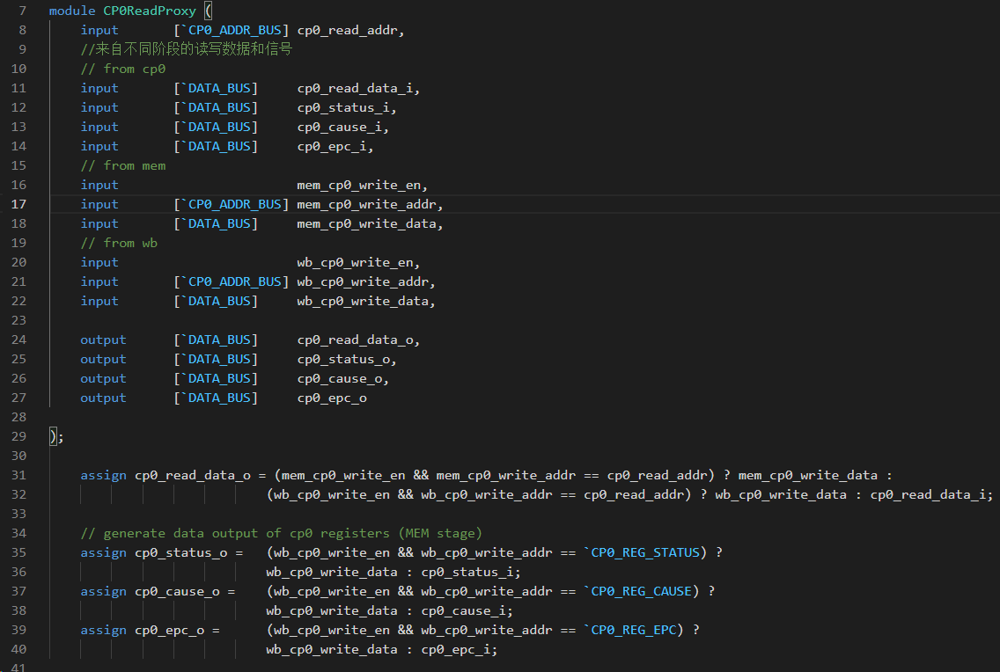 7 module CP0ReadProxy (
8 input [`CP0_ADDR_BUS] cp0_read_addr,
9 //来自不同阶段的读写数据和信号
10 // from cp0
11 input [`DATA_BUS] cp0_read_data_i,
12 input [`DATA_BUS] cp0_status_i,
13 input [`DATA_BUS] cp0_cause_i,
14 input [`DATA_BUS] cp0_epc_i,
15 // from mem
16 input mem_cp0_write_en,
17 input [`CP0_ADDR_BUS] mem_cp0_write_addr,
18 input [`DATA_BUS] mem_cp0_write_data,
19 // from wb
20 input wb_cp0_write_en,
21 input [`CP0_ADDR_BUS] wb_cp0_write_addr,
22 input [`DATA_BUS] wb_cp0_write_data,
23
24 output [`DATA_BUS] cp0_read_data_o,
25 output [`DATA_BUS] cp0_status_o,
26 output [`DATA_BUS] cp0_cause_o,
27 output [`DATA_BUS] cp0_epc_o
28
29 );
30
31 assign cp0_read_data_o = (mem_cp0_write_en && mem_cp0_write_addr == cp0_read_addr) ? mem_cp0_write_data :
32 (wb_cp0_write_en && wb_cp0_write_addr == cp0_read_addr) ? wb_cp0_write_data : cp0_read_data_i;
33
34 // generate data output of cp0 registers (MEM stage)
35 assign cp0_status_o = (wb_cp0_write_en && wb_cp0_write_addr == `CP0_REG_STATUS) ?
36 wb_cp0_write_data : cp0_status_i;
37 assign cp0_cause_o = (wb_cp0_write_en && wb_cp0_write_addr == `CP0_REG_CAUSE) ?
38 wb_cp0_write_data : cp0_cause_i;
39 assign cp0_epc_o = (wb_cp0_write_en && wb_cp0_write_addr == `CP0_REG_EPC) ?
40 wb_cp0_write_data : cp0_epc_i;
41